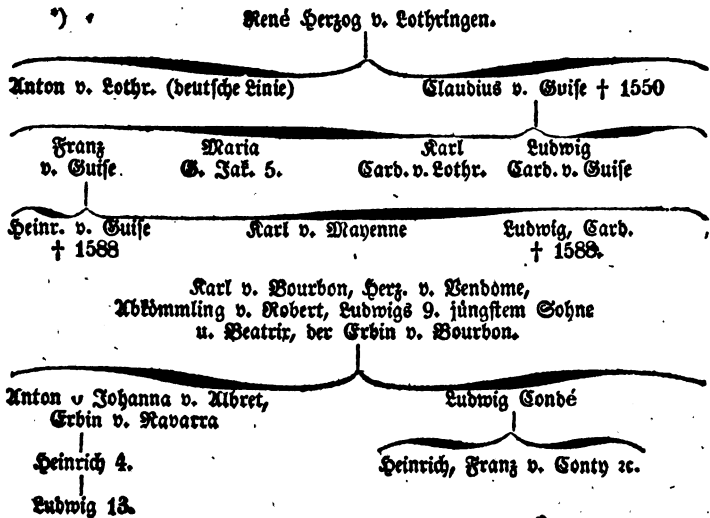 *) René Herzog v. Lothringen.
Anton v. Lothr. (deutsche Linie) Claudius v. Gvise † 1550
Franz Maria Karl Ludwig
v. Guise G. Jak. 5. Card. v. Lothr. Card. v. Guise
Heinr. v. Guise Karl v. Mayenne Ludwig, Card.
† 1588 † 1588.
Karl v. Bourbon, Herz. v. Vendome,
Abkömmling v. Robert, Ludwigs 9. jüngstem Sohne
u. Beatrix, der Erbin v. Bourbon.
Anton ᴗ Johanna v. Albret, Ludwig Condé
Erbin v. Navarra
Heinrich 4. Heinrich, Franz v. Conty ꝛc.
Ludwig 13.